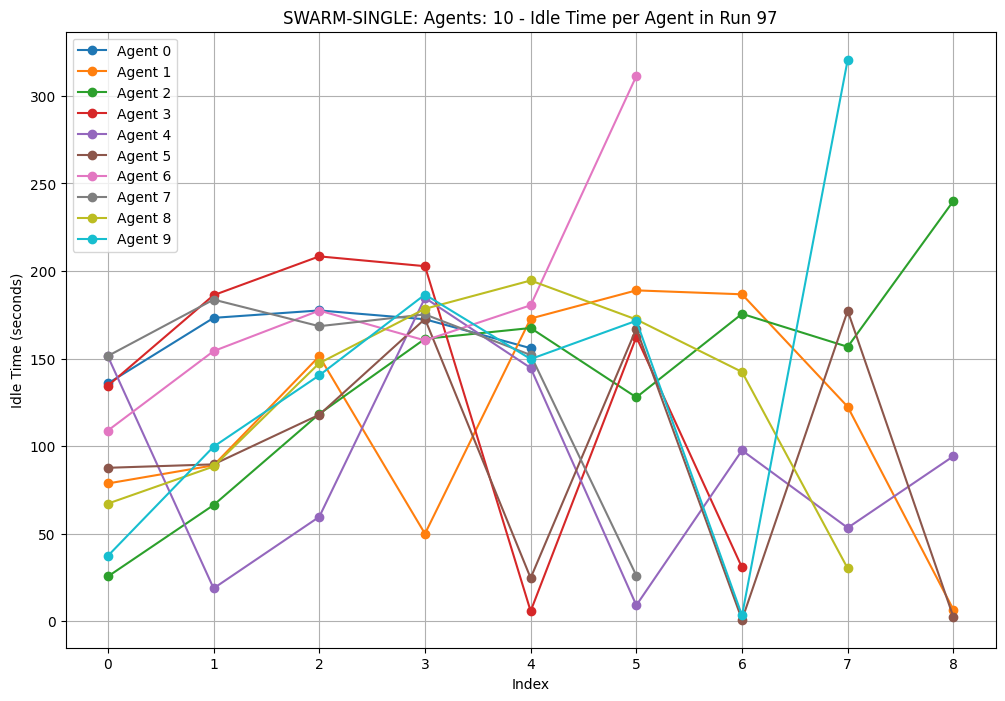 SWARM-SINGLE: Agents: 10 - Idle Time per Agent in Run 97
Agent 0
Agent 1
Agent 2
Agent 3
Agent 4
Agent 5
Agent 6
Agent 7
Agent 8
Agent 9
Idle Time (seconds)
300
250
200
150
100
50
0
0 1 2 3 4 5 6 7 8
Index